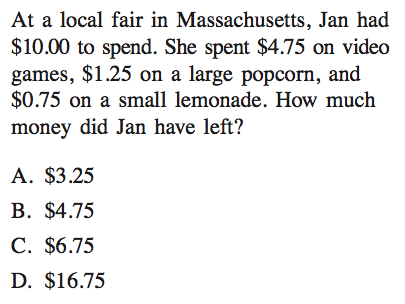 At a local fair in Massachusetts, Jan had
$10.00 to spend. She spent $4.75 on video
games, $1.25 on a large popcorn, and
$0.75 on a small lemonade. How much
money did Jan have left?
A. $3.25
B. $4.75
C. $6.75
D. $16.75